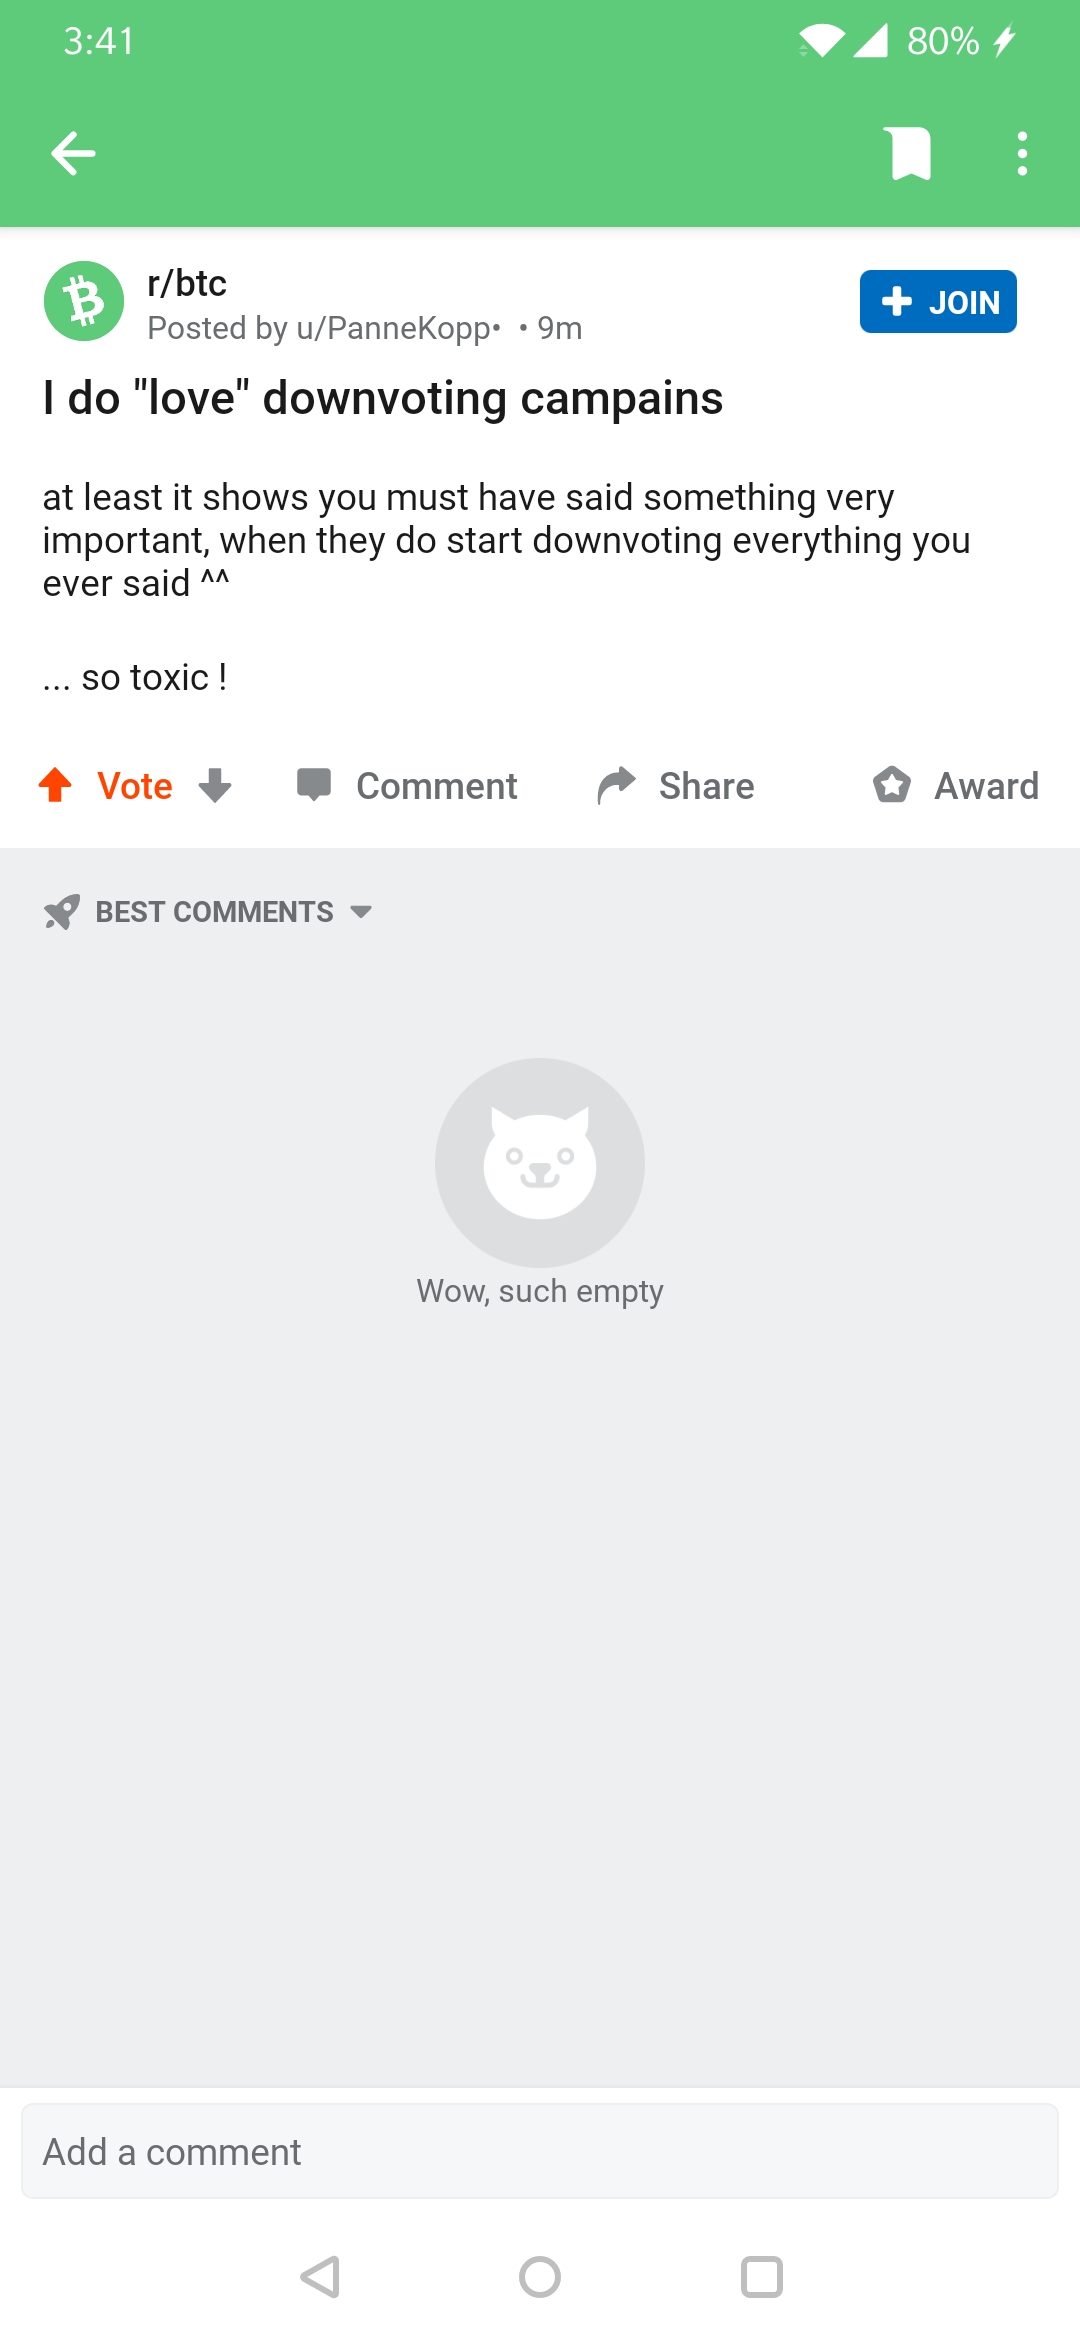 3:41
80%
r/btc
JOIN
Posted by u/PanneKopp• • 9m
I do "love" downvoting campains
at least it shows you must have said something very
important, when they do start downvoting everything you
ever said ^^
... so toxic !
Vote
Comment
Share
Award
BEST COMMENTS
Wow, such empty
Add a comment